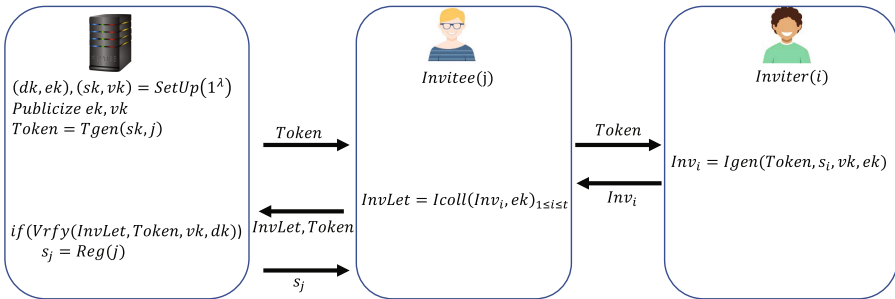 (dk, ek), (sk, vk) = SetUp(1^λ)
Publicize ek, vk
Token = Tgen(sk, j)
if(Vrfy(InvLet, Token, vk, dk))
s_j = Reg(j)
Token
InvLet, Token
s_j
Invitee(j)
InvLet = Icoll(Inv_i, ek)_{1≤i≤t}
Token
Inv_i
Inviter(i)
Inv_i = Igen(Token, s_i, vk, ek)